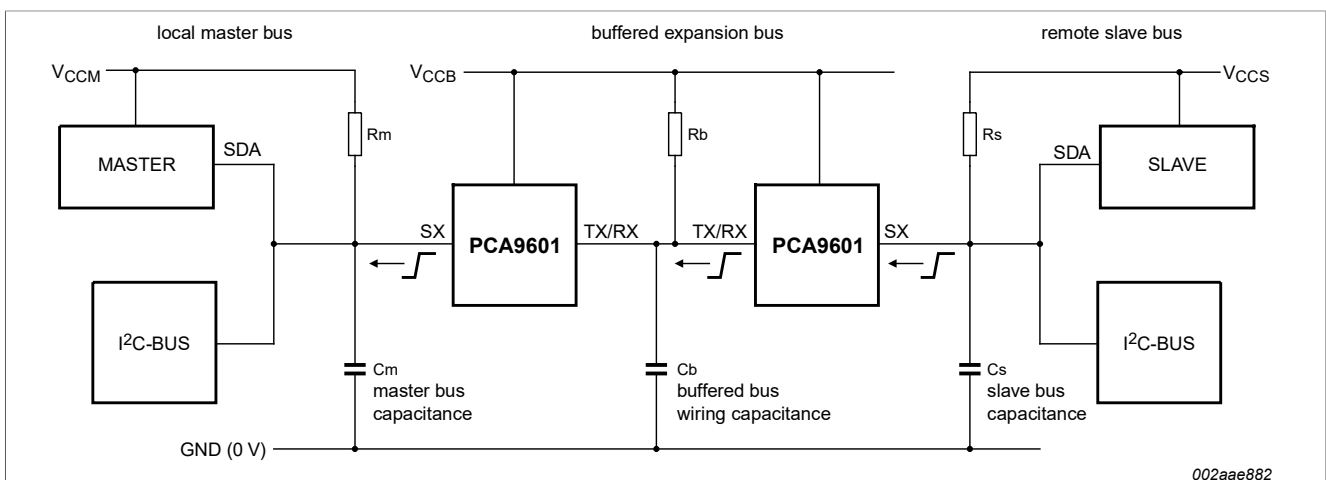 local master bus
buffered expansion bus
remote slave bus
VCCM
VCCB
VCCS
Rm
Rb
Rs
MASTER
SDA
SDA
SLAVE
SX
PCA9601
TX/RX
TX/RX
PCA9601
SX
I2C-BUS
I2C-BUS
Cm
master bus
capacitance
Cb
buffered bus
wiring capacitance
Cs
slave bus
capacitance
GND (0 V)
002aae882